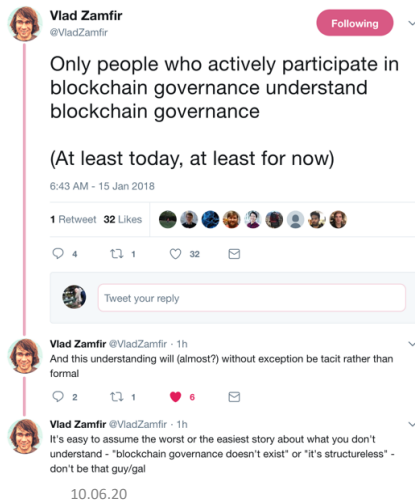 Vlad Zamfir
@VladZamfir
Following
Only people who actively participate in
blockchain governance understand
blockchain governance
(At least today, at least for now)
6:43 AM - 15 Jan 2018
1 Retweet 32 Likes
4 1 32
Tweet your reply
Vlad Zamfir @VladZamfir · 1h
And this understanding will (almost?) without exception be tacit rather than
formal
2 1 6
Vlad Zamfir @VladZamfir · 1h
It's easy to assume the worst or the easiest story about what you don't
understand - "blockchain governance doesn't exist" or "it's structureless" -
don't be that guy/gal
10.06.20